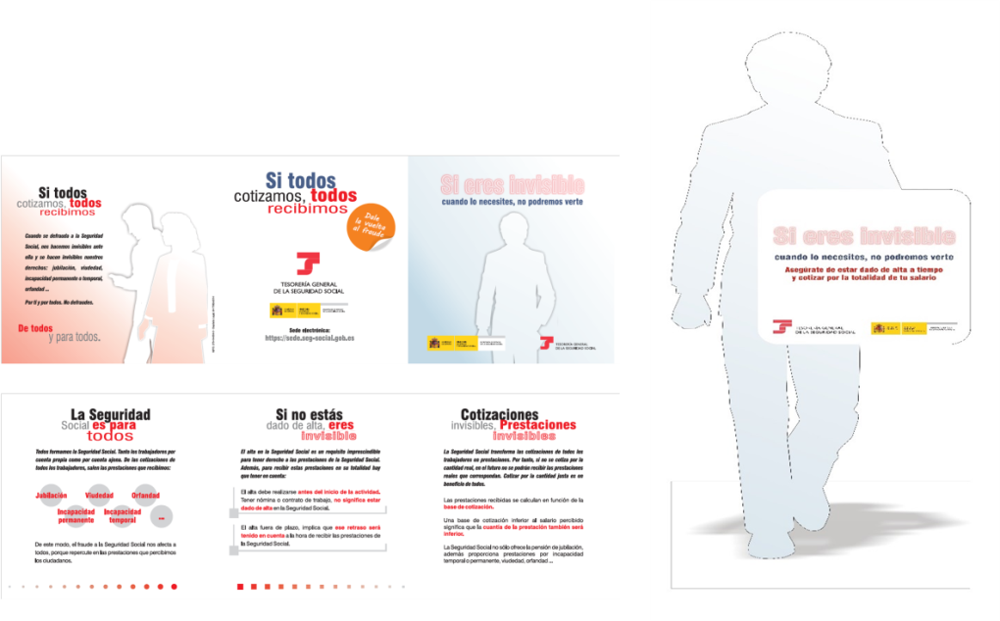 Si todos
cotizamos, todos
recibimos
Cuando se defrauda a la Seguridad
Social, nos hacemos invisibles ante
ella y se hacen invisibles nuestros
derechos: jubilación, viudedad,
incapacidad permanente o temporal,
orfandad ...
Por ti y por todos. No defraudes.
De todos
y para todos.
Si todos
cotizamos, todos
recibimos
Dale
la vuelta
al fraude
TESORERÍA GENERAL
DE LA SEGURIDAD SOCIAL
Sede electrónica:
https://sede.seg-social.gob.es
Si eres invisible
cuando lo necesites, no podremos verte
TESORERÍA GENERAL
DE LA SEGURIDAD SOCIAL
Si eres invisible
cuando lo necesites, no podremos verte
Asegúrate de estar dado de alta a tiempo
y cotizar por la totalidad de tu salario
TESORERÍA GENERAL
DE LA SEGURIDAD SOCIAL
La Seguridad
Social es para
todos
Todos formamos la Seguridad Social. Tanto los trabajadores por
cuenta propia como por cuenta ajena. De las cotizaciones de
todos los trabajadores, salen las prestaciones que recibimos:
Jubilación Viudedad Orfandad
Incapacidad permanente Incapacidad temporal ...
De este modo, el fraude a la Seguridad Social nos afecta a
todos, porque repercute en las prestaciones que percibimos
los ciudadanos.
Si no estás
dado de alta, eres
invisible
El alta en la Seguridad Social es un requisito imprescindible
para tener derecho a las prestaciones de la Seguridad Social.
Además, para recibir estas prestaciones en su totalidad hay
que tener en cuenta:
El alta debe realizarse antes del inicio de la actividad.
Tener nómina o contrato de trabajo, no significa estar
dado de alta en la Seguridad Social.
El alta fuera de plazo, implica que ese retraso será
tenido en cuenta a la hora de recibir las prestaciones de
la Seguridad Social.
Cotizaciones
invisibles, Prestaciones
invisibles
La Seguridad Social transforma las cotizaciones de todos los
trabajadores en prestaciones. Por tanto, si no se cotiza por la
cantidad real, en el futuro no se podrán recibir las prestaciones
reales que correspondan. Cotizar por la cantidad justa es en
beneficio de todos.
Las prestaciones recibidas se calculan en función de la
base de cotización.
Una base de cotización inferior al salario percibido
significa que la cuantía de la prestación también será
inferior.
La Seguridad Social no sólo ofrece la pensión de jubilación,
además proporciona prestaciones por incapacidad
temporal o permanente, viudedad, orfandad ...